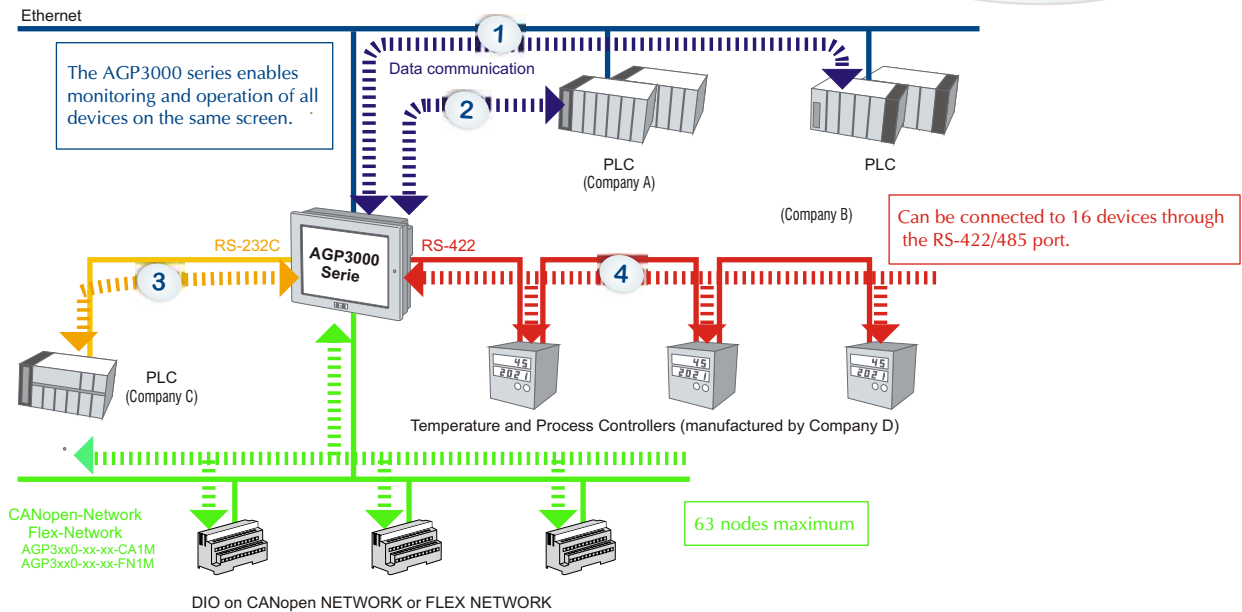 Ethernet
1
The AGP3000 series enables
monitoring and operation of all
devices on the same screen.
Data communication
2
PLC
(Company A)
PLC
(Company B)
Can be connected to 16 devices through
the RS-422/485 port.
RS-232C
AGP3000
Serie
RS-422
3
4
PLC
(Company C)
45
2021
45
2021
45
2021
Temperature and Process Controllers (manufactured by Company D)
CANopen-Network
Flex-Network
AGP3xx0-xx-xx-CA1M
AGP3xx0-xx-xx-FN1M
63 nodes maximum
DIO on CANopen NETWORK or FLEX NETWORK